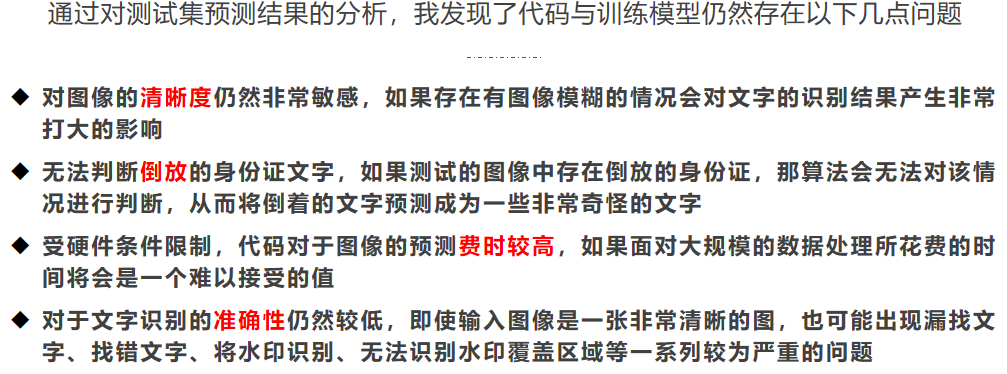 通过对测试集预测结果的分析，我发现了代码与训练模型仍然存在以下几点问题
◆ 对图像的清晰度仍然非常敏感，如果存在有图像模糊的情况会对文字的识别结果产生非常
打大的影响
◆ 无法判断倒放的身份证文字，如果测试的图像中存在倒放的身份证，那算法会无法对该情
况进行判断，从而将倒着的文字预测成为一些非常奇怪的文字
◆ 受硬件条件限制，代码对于图像的预测费时较高，如果面对大规模的数据处理所花费的时
间将会是一个难以接受的值
◆ 对于文字识别的准确性仍然较低，即使输入图像是一张非常清晰的图，也可能出现漏找文
字、找错文字、将水印识别、无法识别水印覆盖区域等一系列较为严重的问题